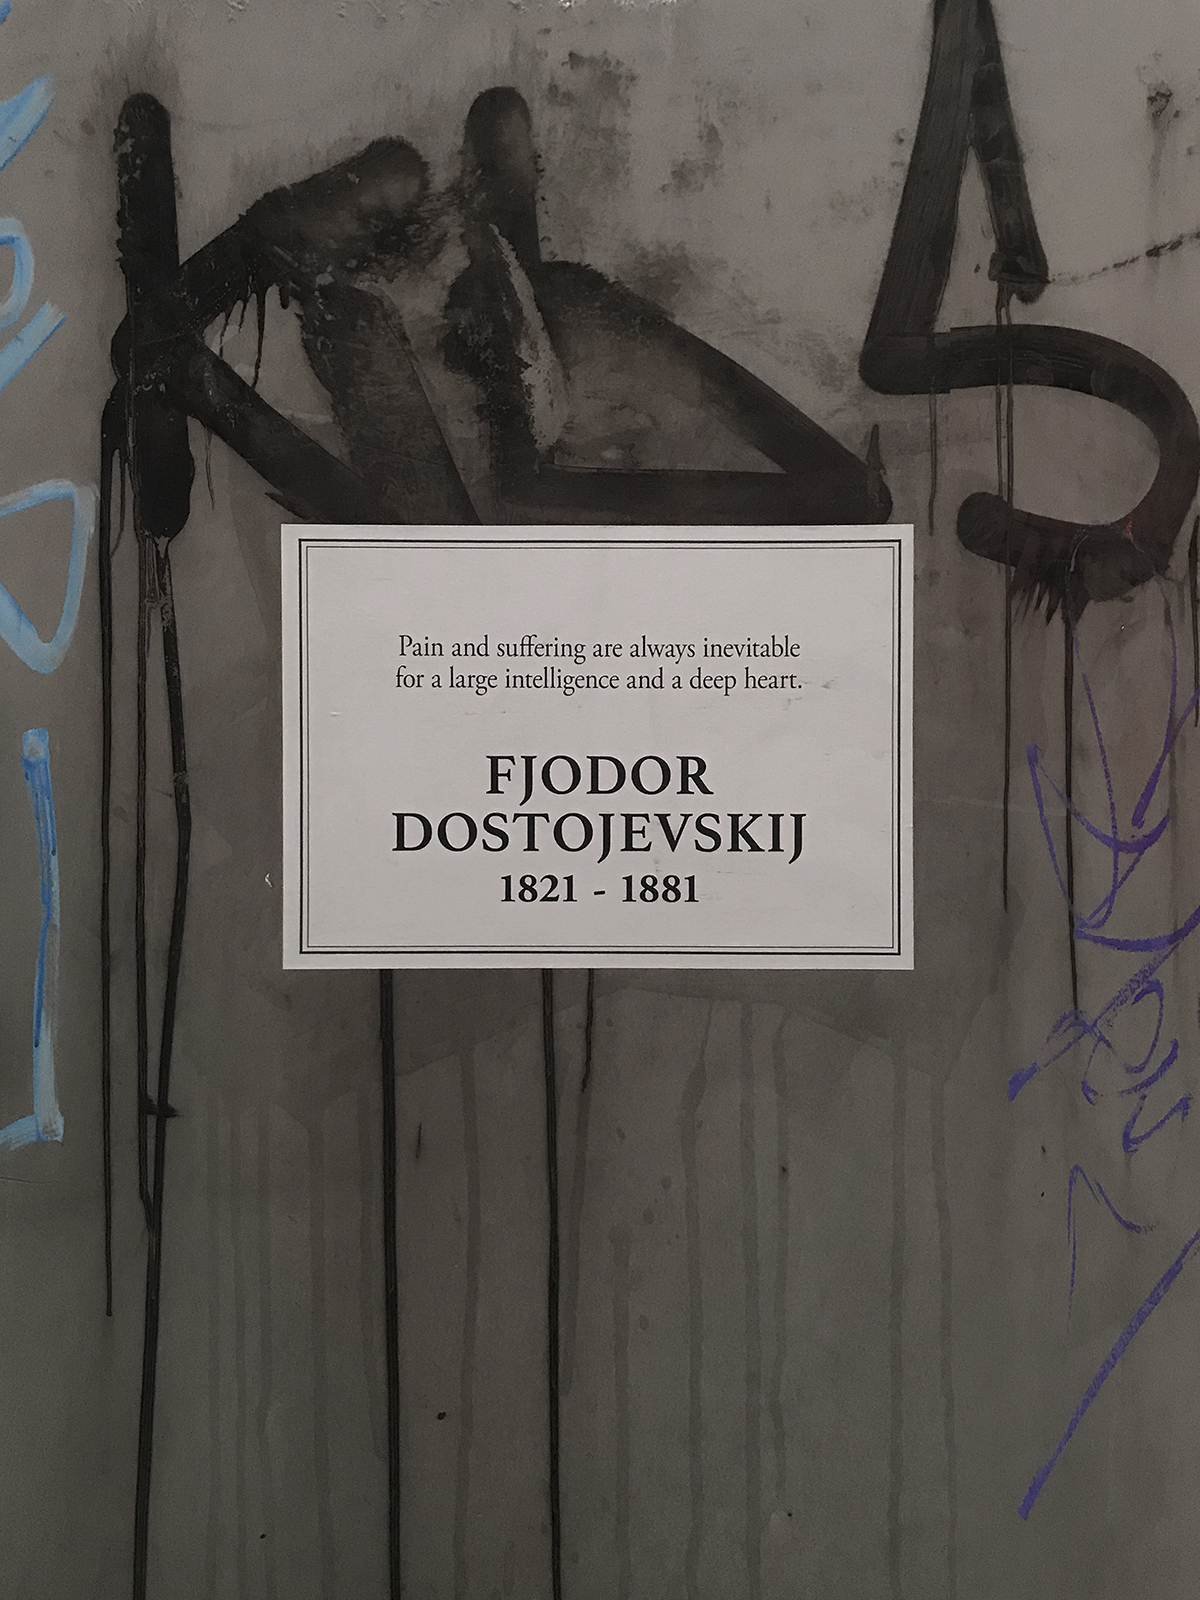 Pain and suffering are always inevitable
for a large intelligence and a deep heart.
FJODOR
DOSTOJEVSKIJ
1821 - 1881